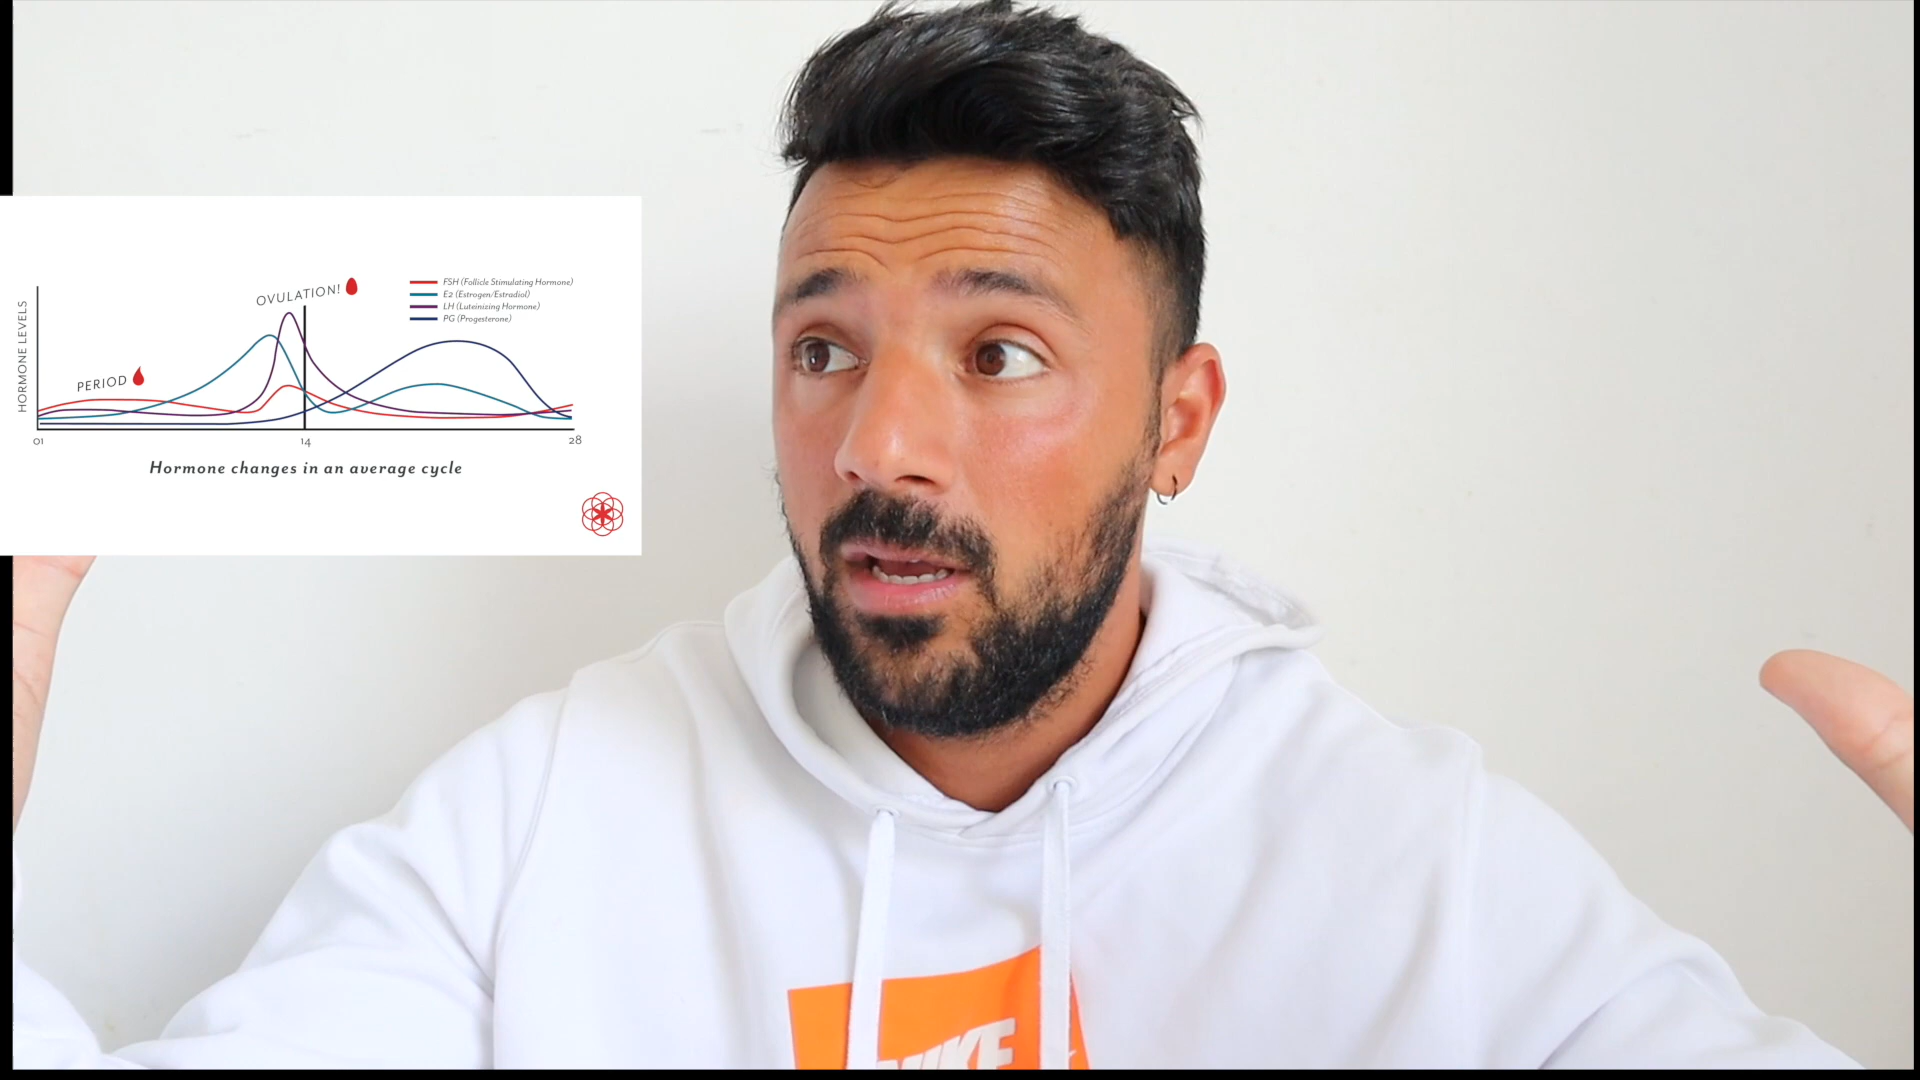 OVULATION!
FSH (Follicle Stimulating Hormone)
E2 (Estrogen/Estradiol)
LH (Luteinizing Hormone)
PG (Progesterone)
HORMONE LEVELS
PERIOD
01 14 28
Hormone changes in an average cycle
NIKE